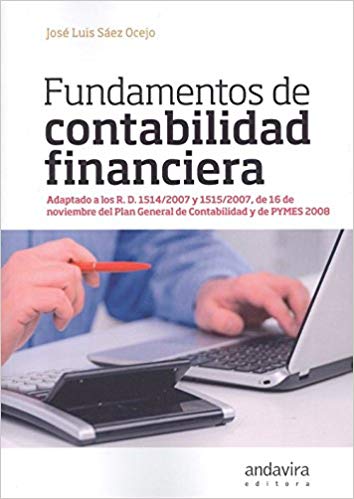 José Luis Sáez Ocejo
Fundamentos de
contabilidad
financiera
Adaptado a los R. D. 1514/2007 y 1515/2007, de 16 de
noviembre del Plan General de Contabilidad y de PYMES 2008
andavira
editora